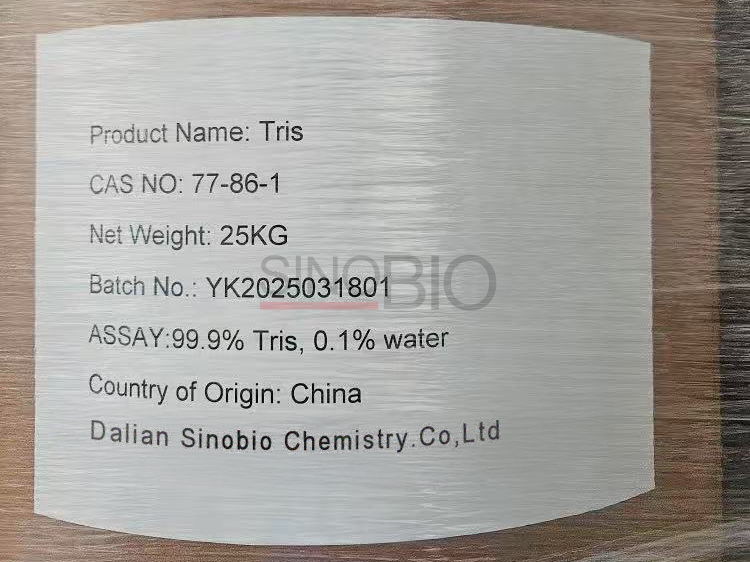 Product Name: Tris
CAS NO: 77-86-1
Net Weight: 25KG
SINOBIO
Batch No.: YK2025031801
ASSAY:99.9% Tris, 0.1% water
Country of Origin: China
Dalian Sinobio Chemistry.Co,Ltd